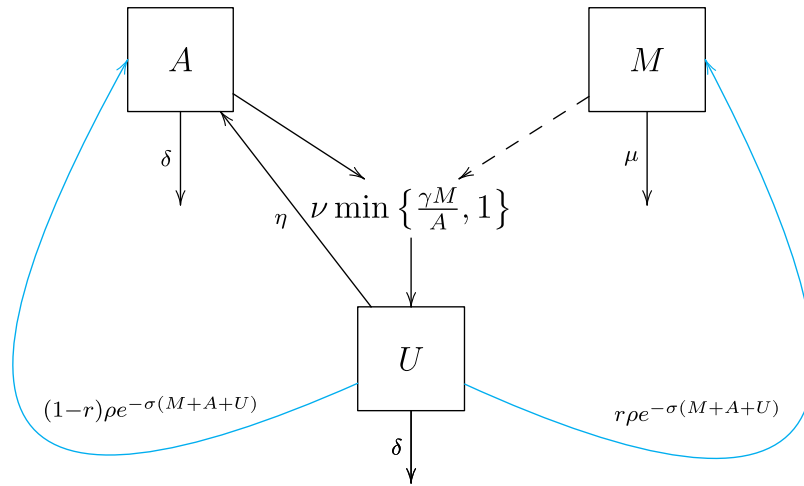 A
M
δ
μ
η
ν min {γM/A, 1}
U
(1−r)ρe^{−σ(M+A+U)}
rρe^{−σ(M+A+U)}
δ